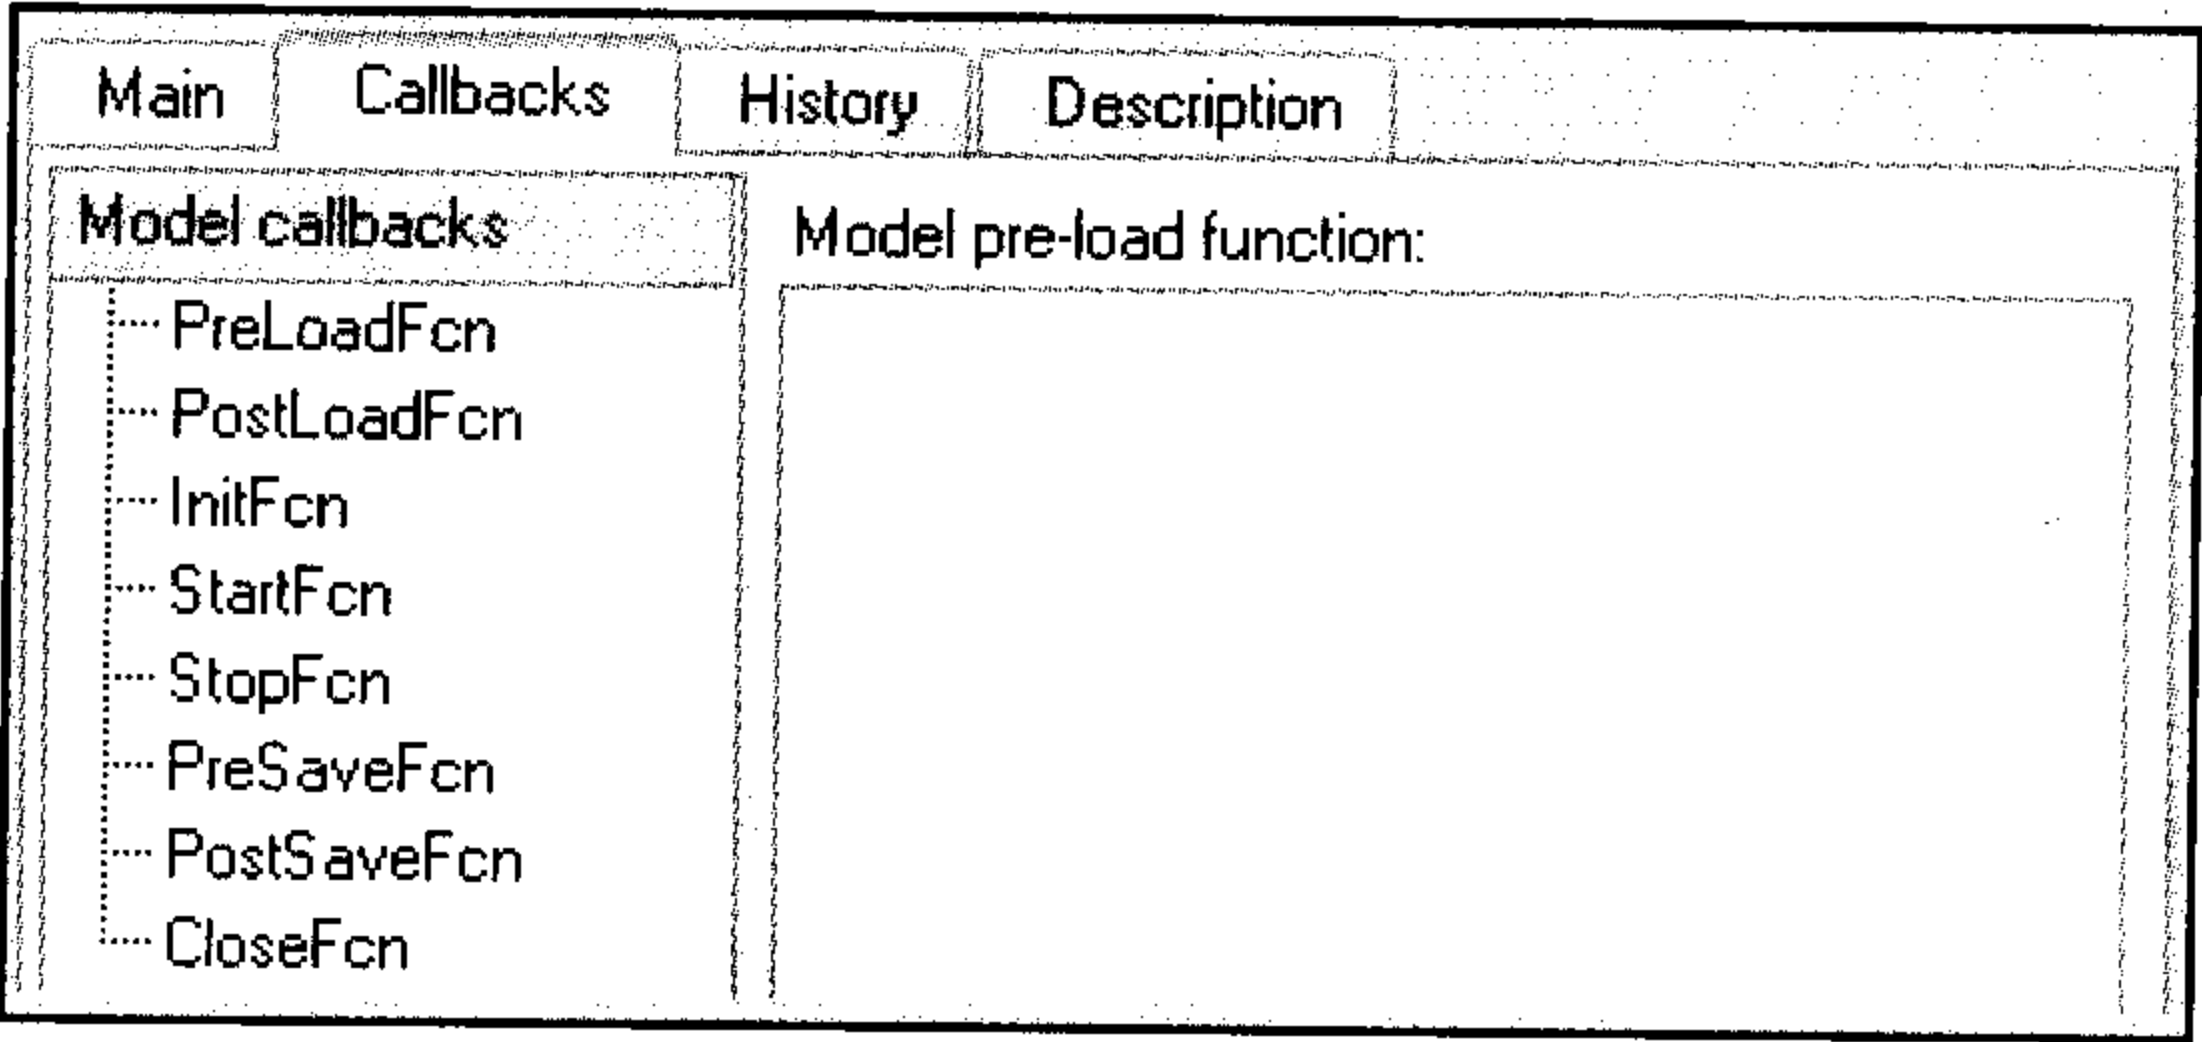 Main Callbacks History Description
Model callbacks
PreLoadFcn
PostLoadFcn
InitFcn
StartFcn
StopFcn
PreSaveFcn
PostSaveFcn
CloseFcn
Model pre-load function: